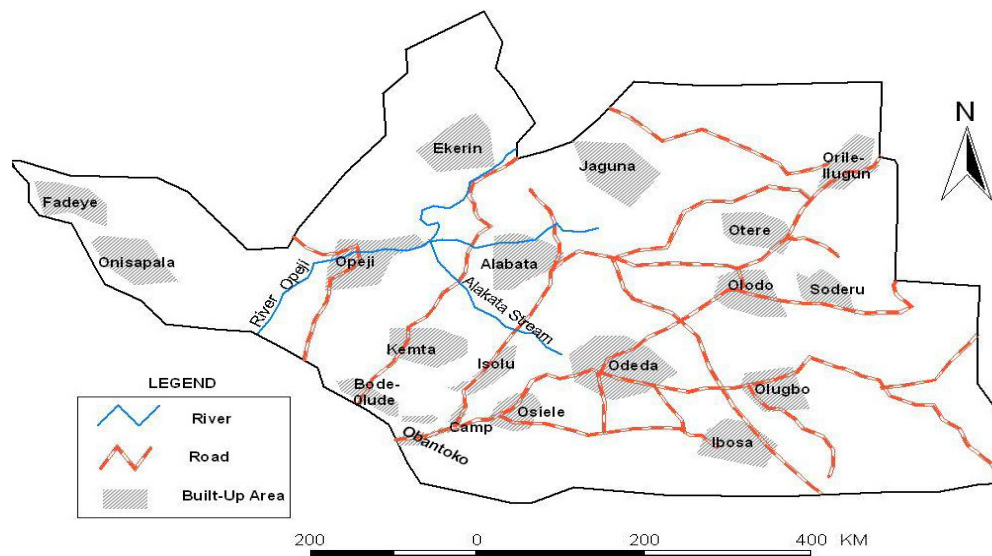 N
Ekerin
Jaguna
Orile-
Ilugun
Fadeye
Otere
Onisapala
Opeji
Alabata
River Opeji
Olodo
Soderu
Alakata Stream
Kemta
Isolu
Odeda
Bode-
Olude
Olugbo
Osiele
Camp
Obantoko
Ibosa
LEGEND
River
Road
Built-Up Area
200 0 200 400 KM